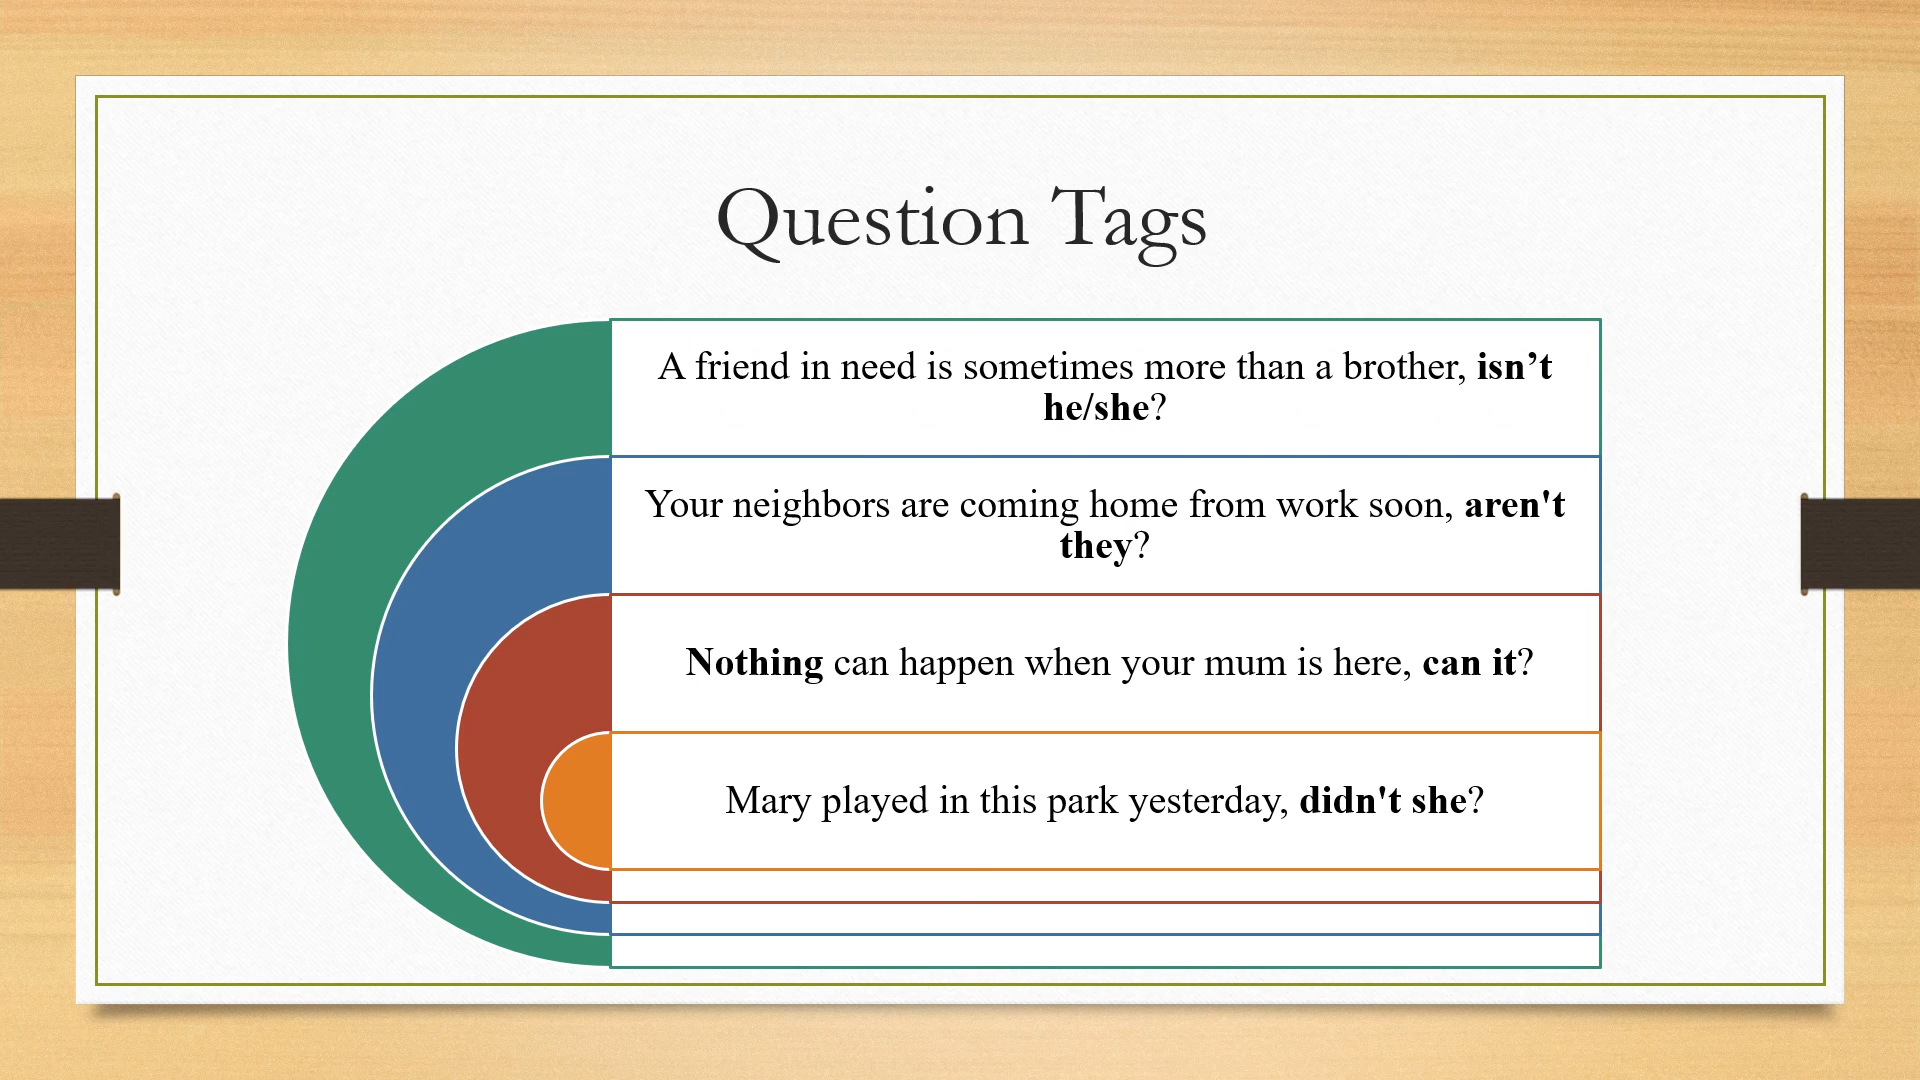 Question Tags
A friend in need is sometimes more than a brother, isn’t
he/she?
Your neighbors are coming home from work soon, aren't
they?
Nothing can happen when your mum is here, can it?
Mary played in this park yesterday, didn't she?